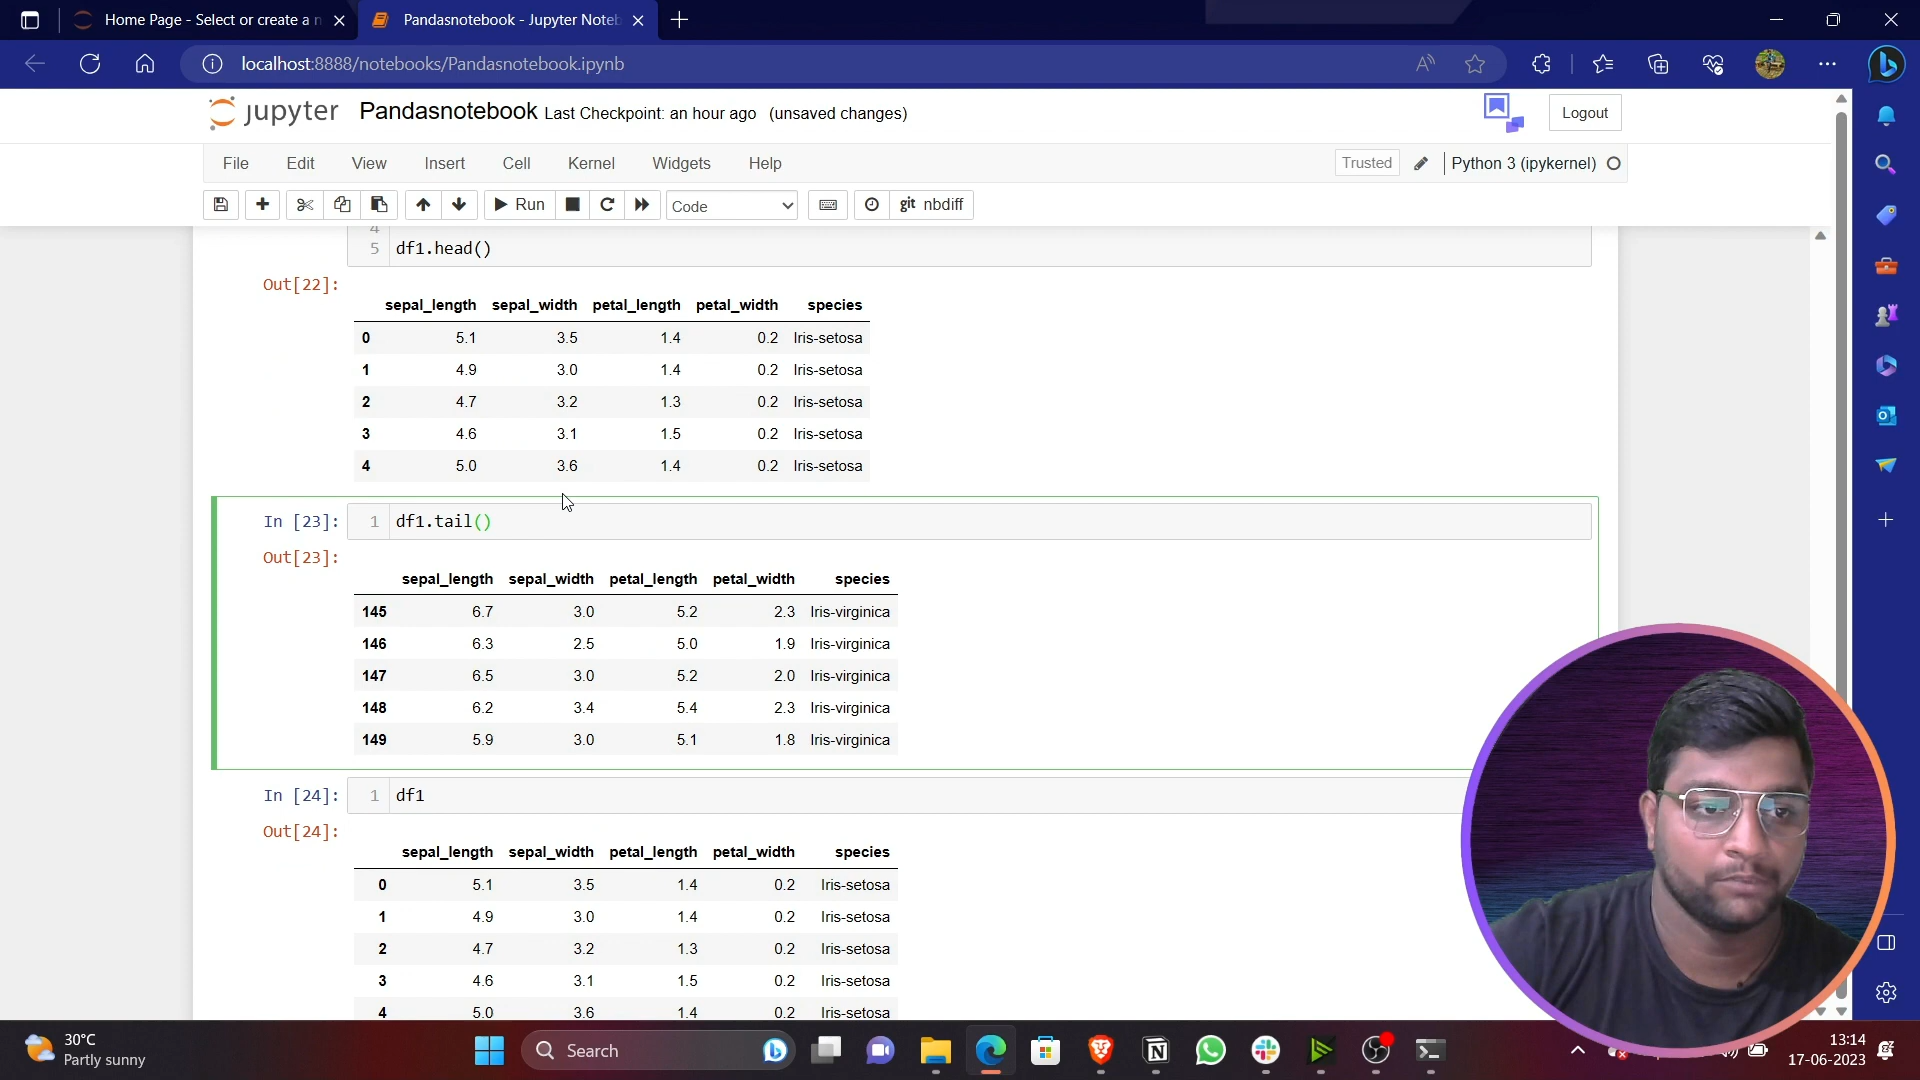 Home Page - Select or create a n
Pandasnotebook - Jupyter Noteb
localhost:8888/notebooks/Pandasnotebook.ipynb
jupyter Pandasnotebook Last Checkpoint: an hour ago (unsaved changes)
Logout
File Edit View Insert Cell Kernel Widgets Help
Trusted Python 3 (ipykernel)
Run Code git nbdiff
4
5 df1.head()
Out[22]:
sepal_length sepal_width petal_length petal_width species
0 5.1 3.5 1.4 0.2 Iris-setosa
1 4.9 3.0 1.4 0.2 Iris-setosa
2 4.7 3.2 1.3 0.2 Iris-setosa
3 4.6 3.1 1.5 0.2 Iris-setosa
4 5.0 3.6 1.4 0.2 Iris-setosa
In [23]: 1 df1.tail()
Out[23]:
sepal_length sepal_width petal_length petal_width species
145 6.7 3.0 5.2 2.3 Iris-virginica
146 6.3 2.5 5.0 1.9 Iris-virginica
147 6.5 3.0 5.2 2.0 Iris-virginica
148 6.2 3.4 5.4 2.3 Iris-virginica
149 5.9 3.0 5.1 1.8 Iris-virginica
In [24]: 1 df1
Out[24]:
sepal_length sepal_width petal_length petal_width species
0 5.1 3.5 1.4 0.2 Iris-setosa
1 4.9 3.0 1.4 0.2 Iris-setosa
2 4.7 3.2 1.3 0.2 Iris-setosa
3 4.6 3.1 1.5 0.2 Iris-setosa
4 5.0 3.6 1.4 0.2 Iris-setosa
30°C
Partly sunny
Search
13:14
17-06-2023